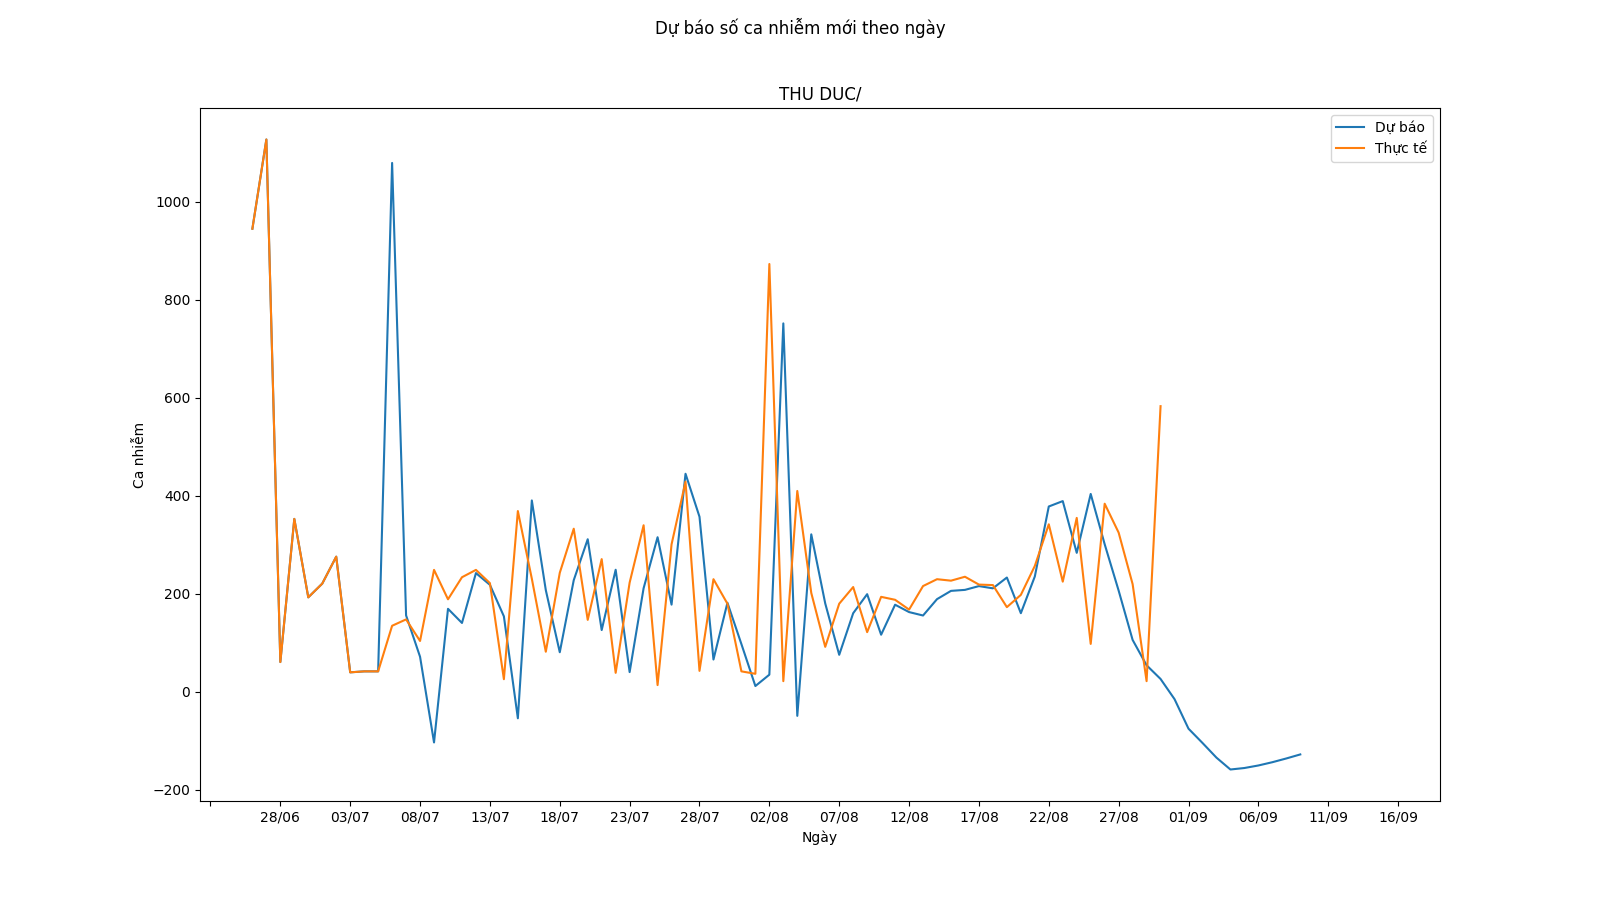 Dự báo số ca nhiễm mới theo ngày
THU DUC/
Dự báo
Thực tế
Ca nhiễm
1000
800
600
400
200
0
−200
28/06 03/07 08/07 13/07 18/07 23/07 28/07 02/08 07/08 12/08 17/08 22/08 27/08 01/09 06/09 11/09 16/09
Ngày